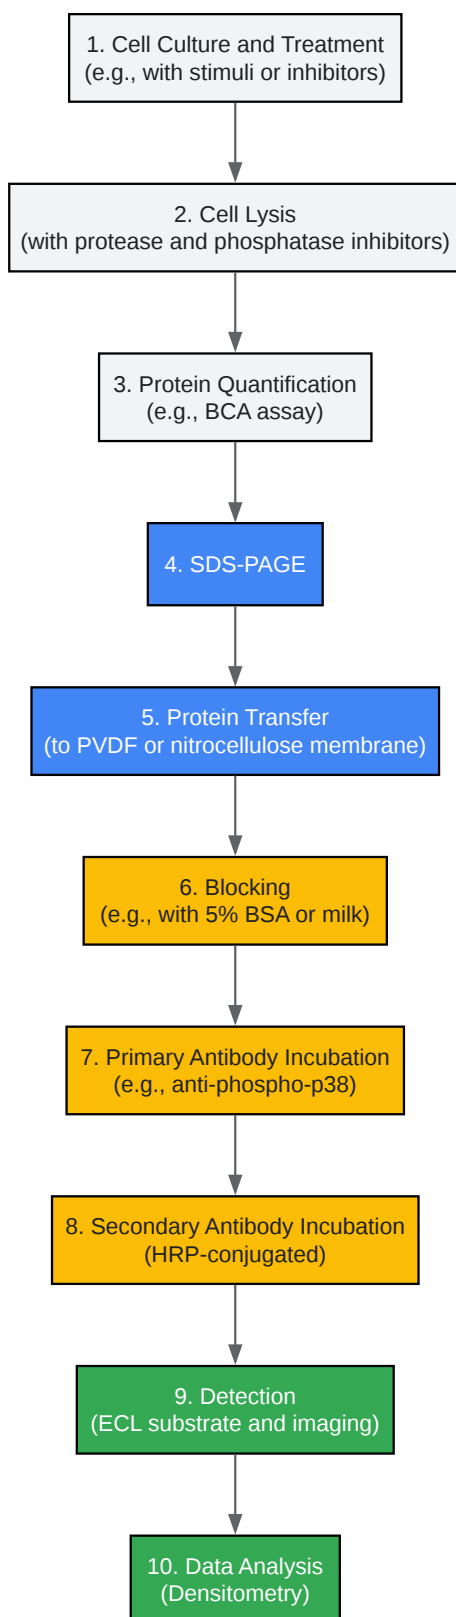 1. Cell Culture and Treatment
(e.g., with stimuli or inhibitors)
2. Cell Lysis
(with protease and phosphatase inhibitors)
3. Protein Quantification
(e.g., BCA assay)
4. SDS-PAGE
5. Protein Transfer
(to PVDF or nitrocellulose membrane)
6. Blocking
(e.g., with 5% BSA or milk)
7. Primary Antibody Incubation
(e.g., anti-phospho-p38)
8. Secondary Antibody Incubation
(HRP-conjugated)
9. Detection
(ECL substrate and imaging)
10. Data Analysis
(Densitometry)